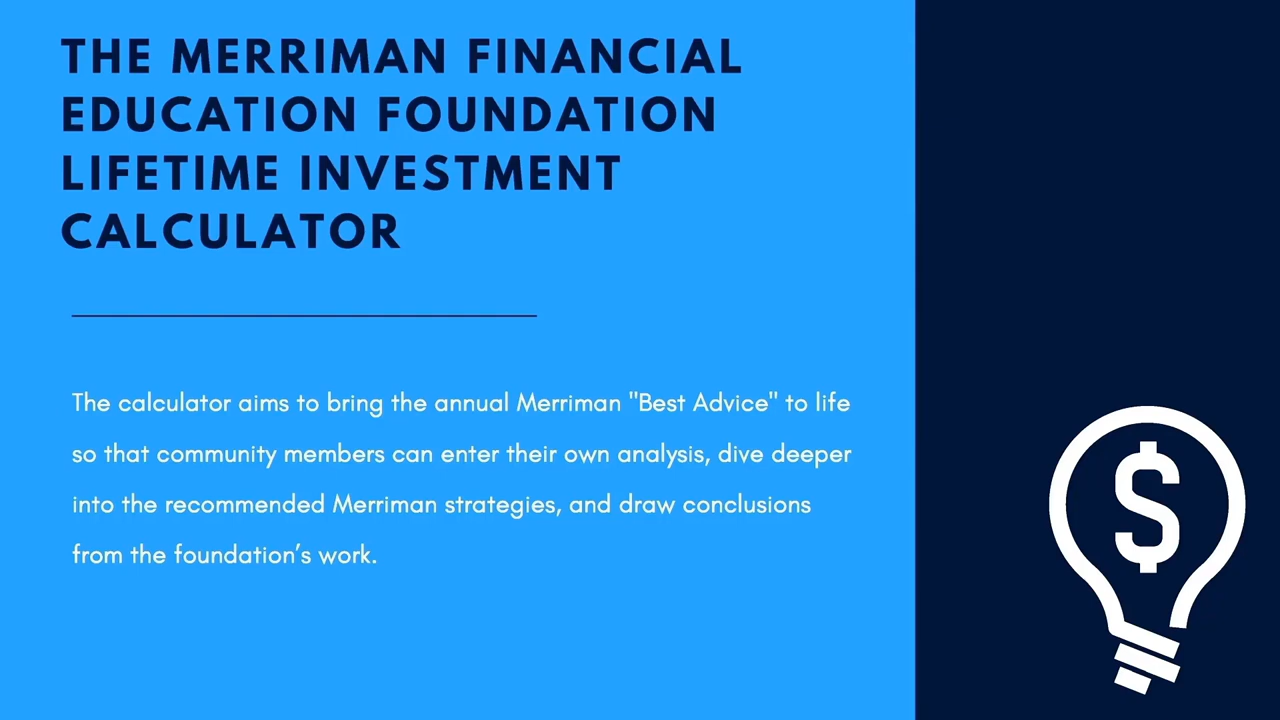 THE MERRIMAN FINANCIAL
EDUCATION FOUNDATION
LIFETIME INVESTMENT
CALCULATOR
The calculator aims to bring the annual Merriman "Best Advice" to life
so that community members can enter their own analysis, dive deeper
into the recommended Merriman strategies, and draw conclusions
from the foundation’s work.
$